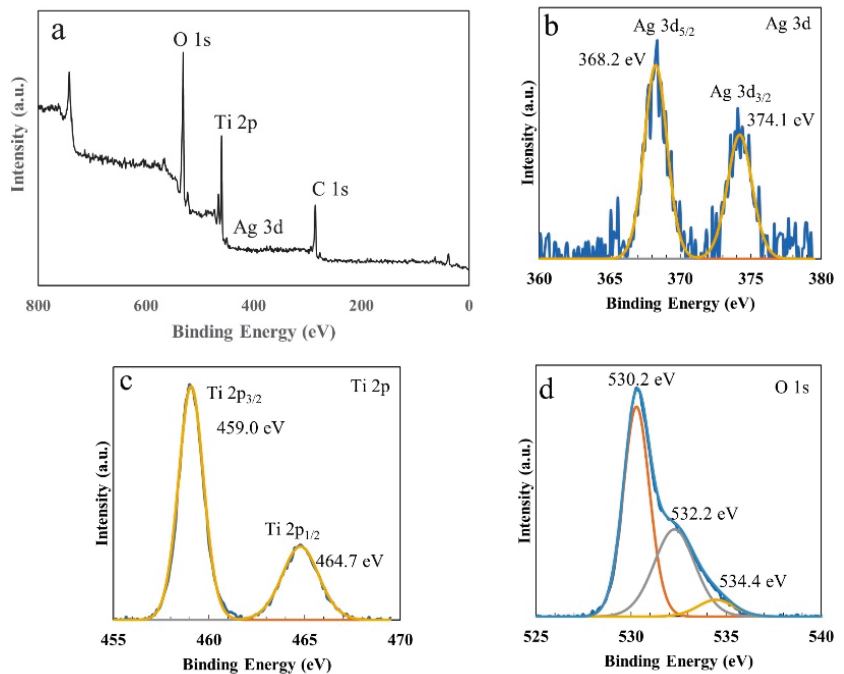 a
O 1s
Ti 2p
C 1s
Ag 3d
Intensity (a.u.)
800
600
400
200
0
Binding Energy (eV)
b
Ag 3d5/2
Ag 3d
368.2 eV
Ag 3d3/2
374.1 eV
Intensity (a.u.)
360
365
370
375
380
Binding Energy (eV)
c
Ti 2p3/2
Ti 2p
459.0 eV
Ti 2p1/2
464.7 eV
Intensity (a.u.)
455
460
465
470
Binding Energy (eV)
d
530.2 eV
O 1s
532.2 eV
534.4 eV
Intensity (a.u.)
525
530
535
540
Binding Energy (eV)